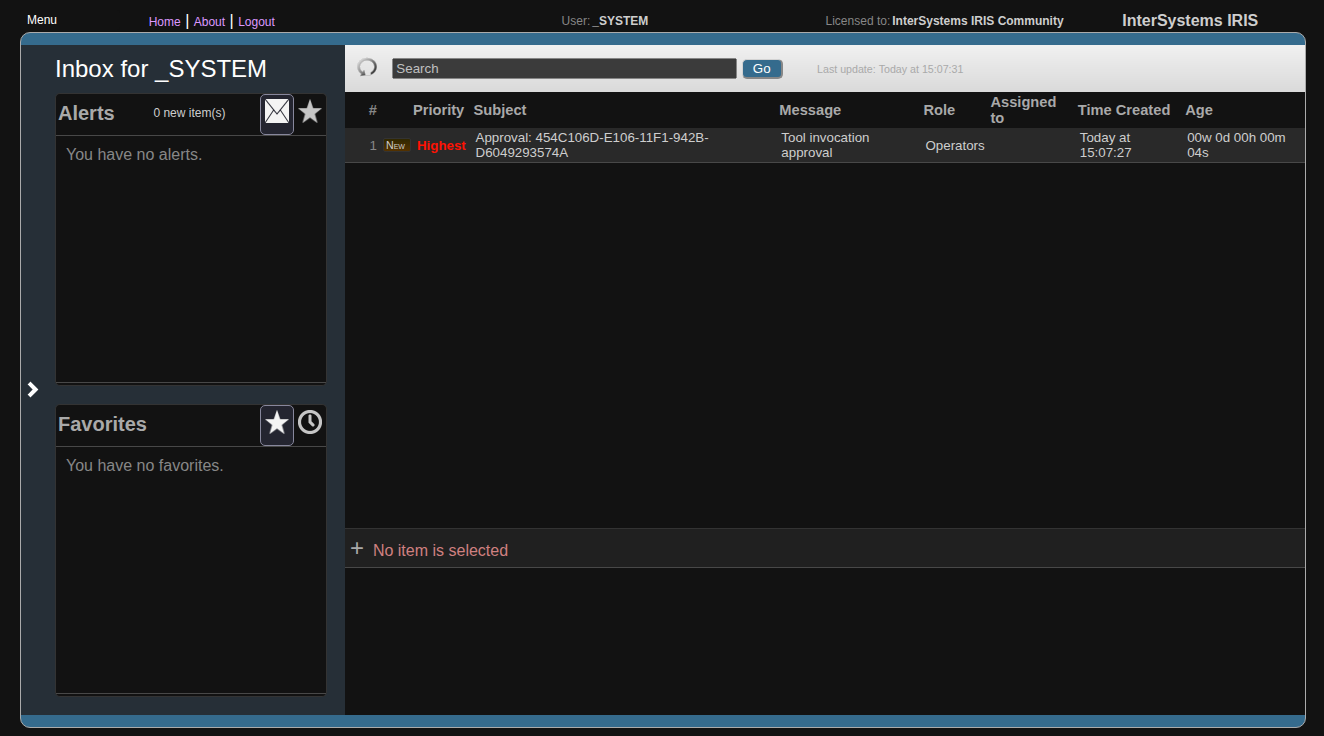 Menu
Home | About | Logout
User: _SYSTEM
Licensed to: InterSystems IRIS Community
InterSystems IRIS
Inbox for _SYSTEM
Alerts
0 new item(s)
You have no alerts.
Favorites
You have no favorites.
Search
Go
Last update: Today at 15:07:31
# Priority Subject Message Role Assigned to Time Created Age
1 New Highest Approval: 454C106D-E106-11F1-942B-D6049293574A Tool invocation approval Operators Today at 15:07:27 00w 0d 00h 00m 04s
+ No item is selected